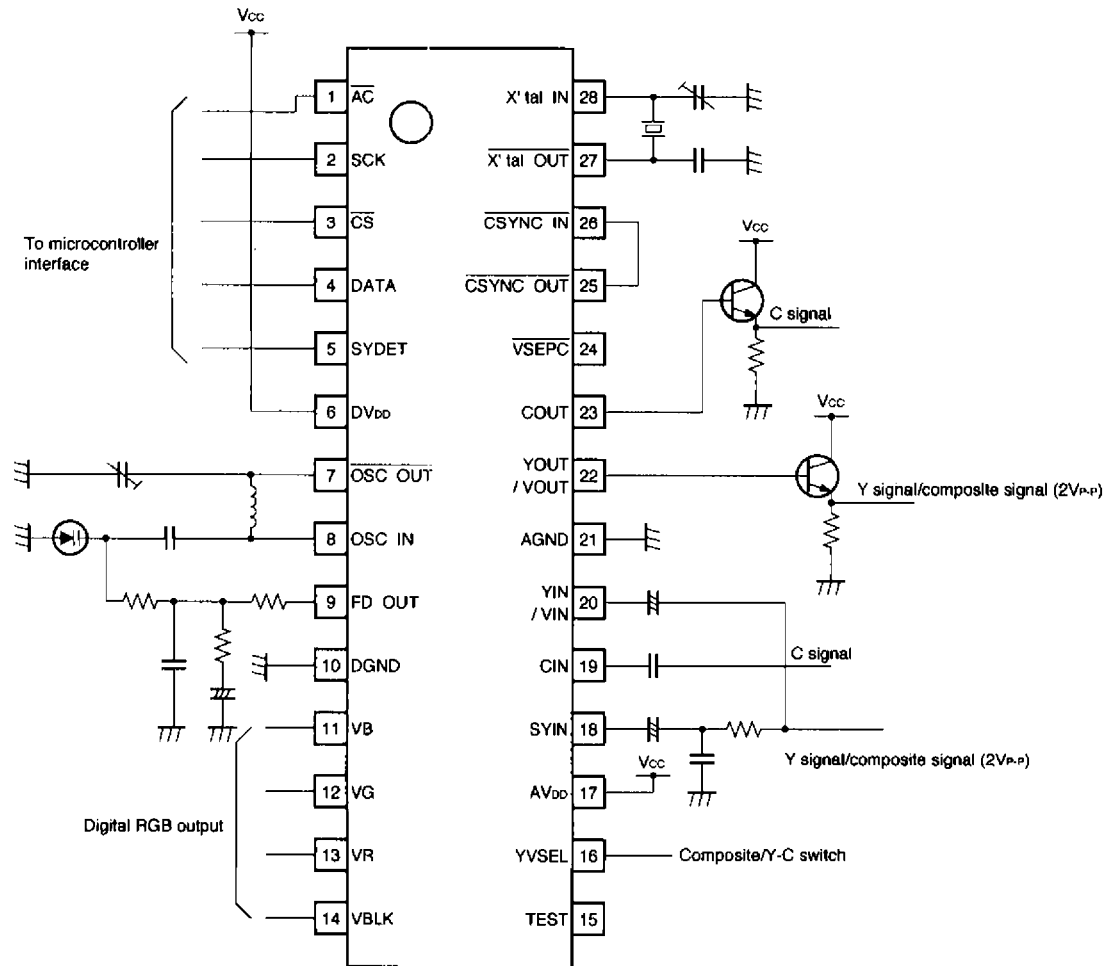 Vcc
1 AC
2 SCK
3 CS
4 DATA
5 SYDET
6 DVDD
7 OSC OUT
8 OSC IN
9 FD OUT
10 DGND
11 VB
12 VG
13 VR
14 VBLK
To microcontroller
interface
Digital RGB output
X' tal IN 28
X' tal OUT 27
CSYNC IN 26
CSYNC OUT 25
VSEPC 24
COUT 23
YOUT
/ VOUT 22
AGND 21
YIN
/ VIN 20
CIN 19
SYIN 18
AVDD 17
YVSEL 16
TEST 15
Vcc
C signal
Vcc
Y signal/composite signal (2VP-P)
C signal
Y signal/composite signal (2VP-P)
Vcc
Composite/Y-C switch